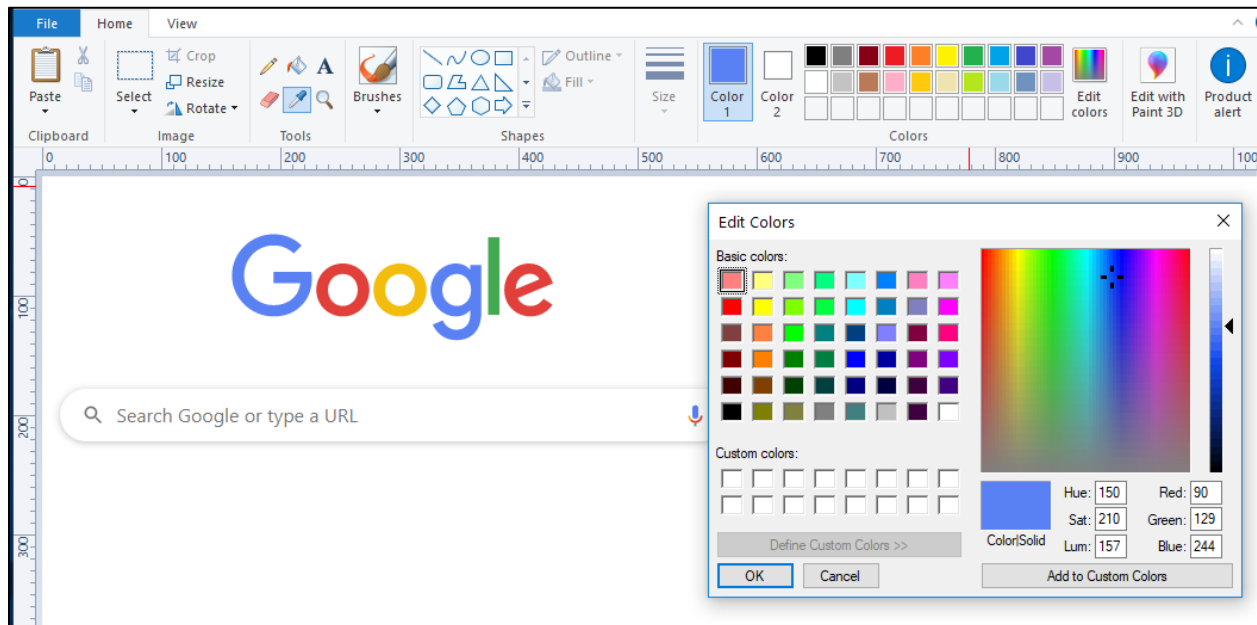 File Home View
Paste
Select
Crop
Resize
Rotate
A
Brushes
Outline
Fill
Size
Color 1
Color 2
Edit colors
Edit with Paint 3D
Product alert
Clipboard Image Tools Shapes Colors
0 100 200 300 400 500 600 700 800 900 100
0
100
200
300
Google
Search Google or type a URL
Edit Colors
Basic colors:
Custom colors:
Define Custom Colors >>
OK Cancel
Color|Solid
Hue: 150 Red: 90
Sat: 210 Green: 129
Lum: 157 Blue: 244
Add to Custom Colors